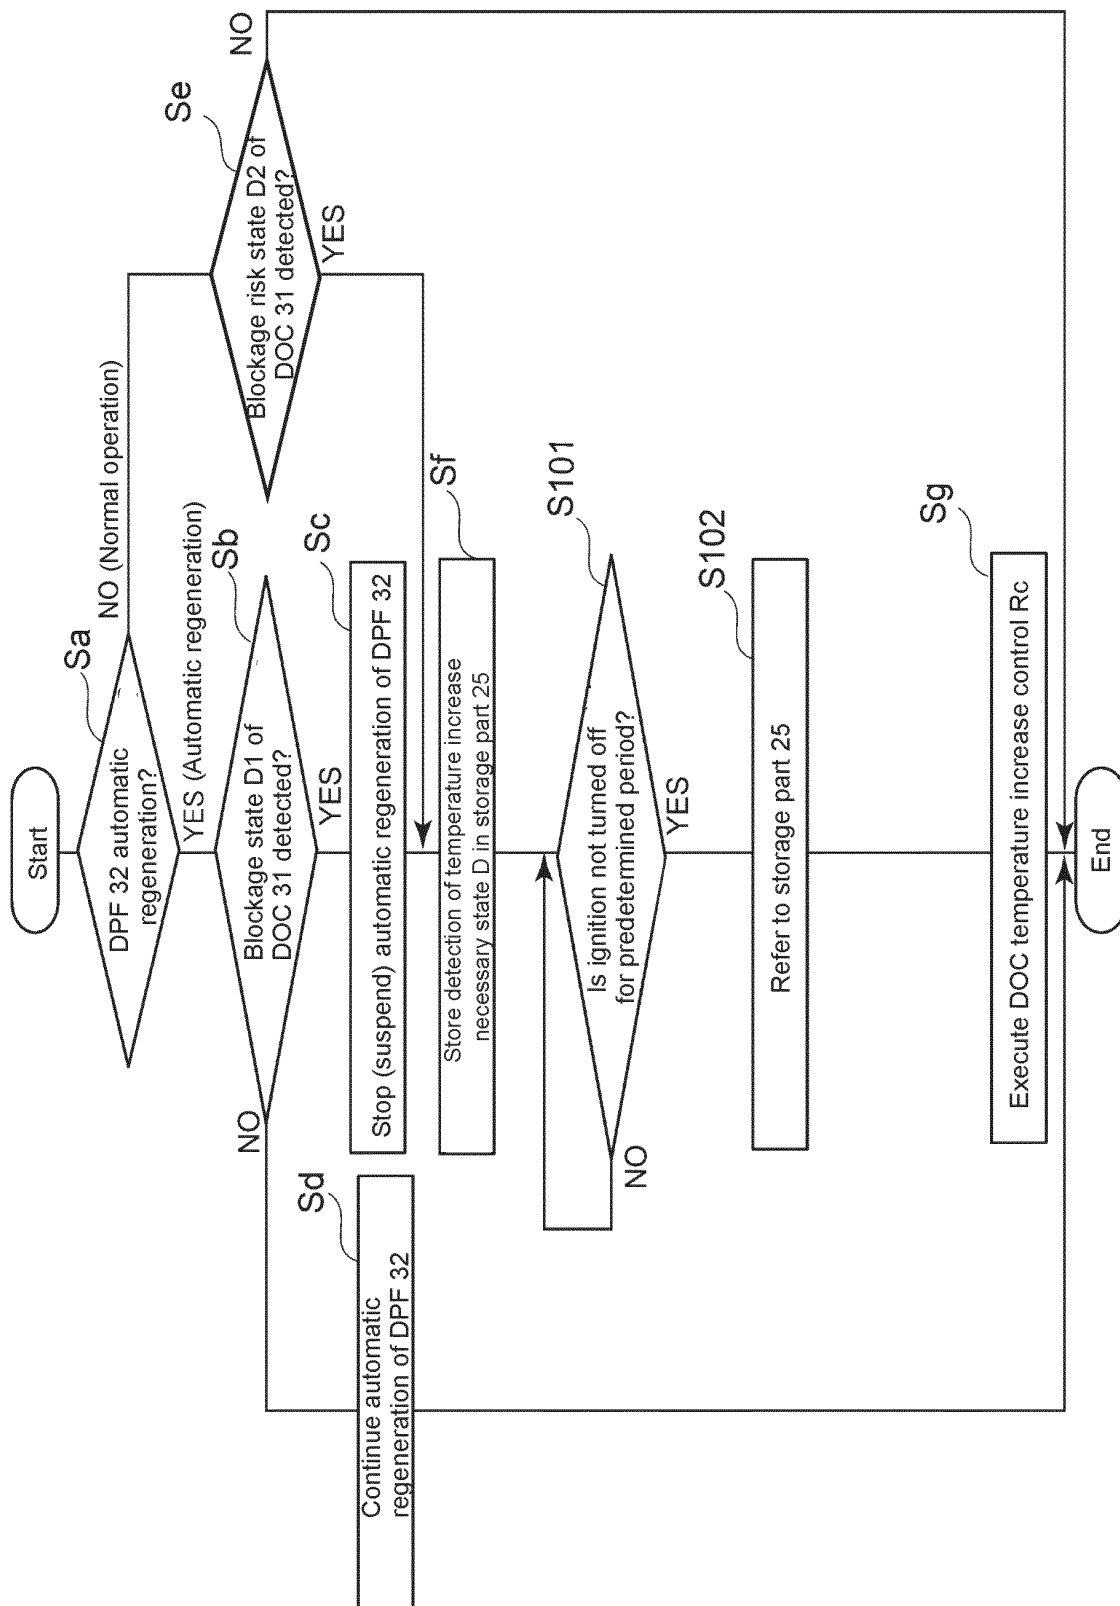 Start
Sa
DPF 32 automatic
regeneration?
NO (Normal operation)
YES (Automatic regeneration)
Sb
Blockage state D1 of
DOC 31 detected?
NO
YES
Se
Blockage risk state D2 of
DOC 31 detected?
NO
YES
Sc
Stop (suspend) automatic regeneration of DPF 32
Sd
Continue automatic
regeneration of DPF 32
Sf
Store detection of temperature increase
necessary state D in storage part 25
S101
Is ignition not turned off
for predetermined period?
NO
YES
S102
Refer to storage part 25
Sg
Execute DOC temperature increase control Rc
End